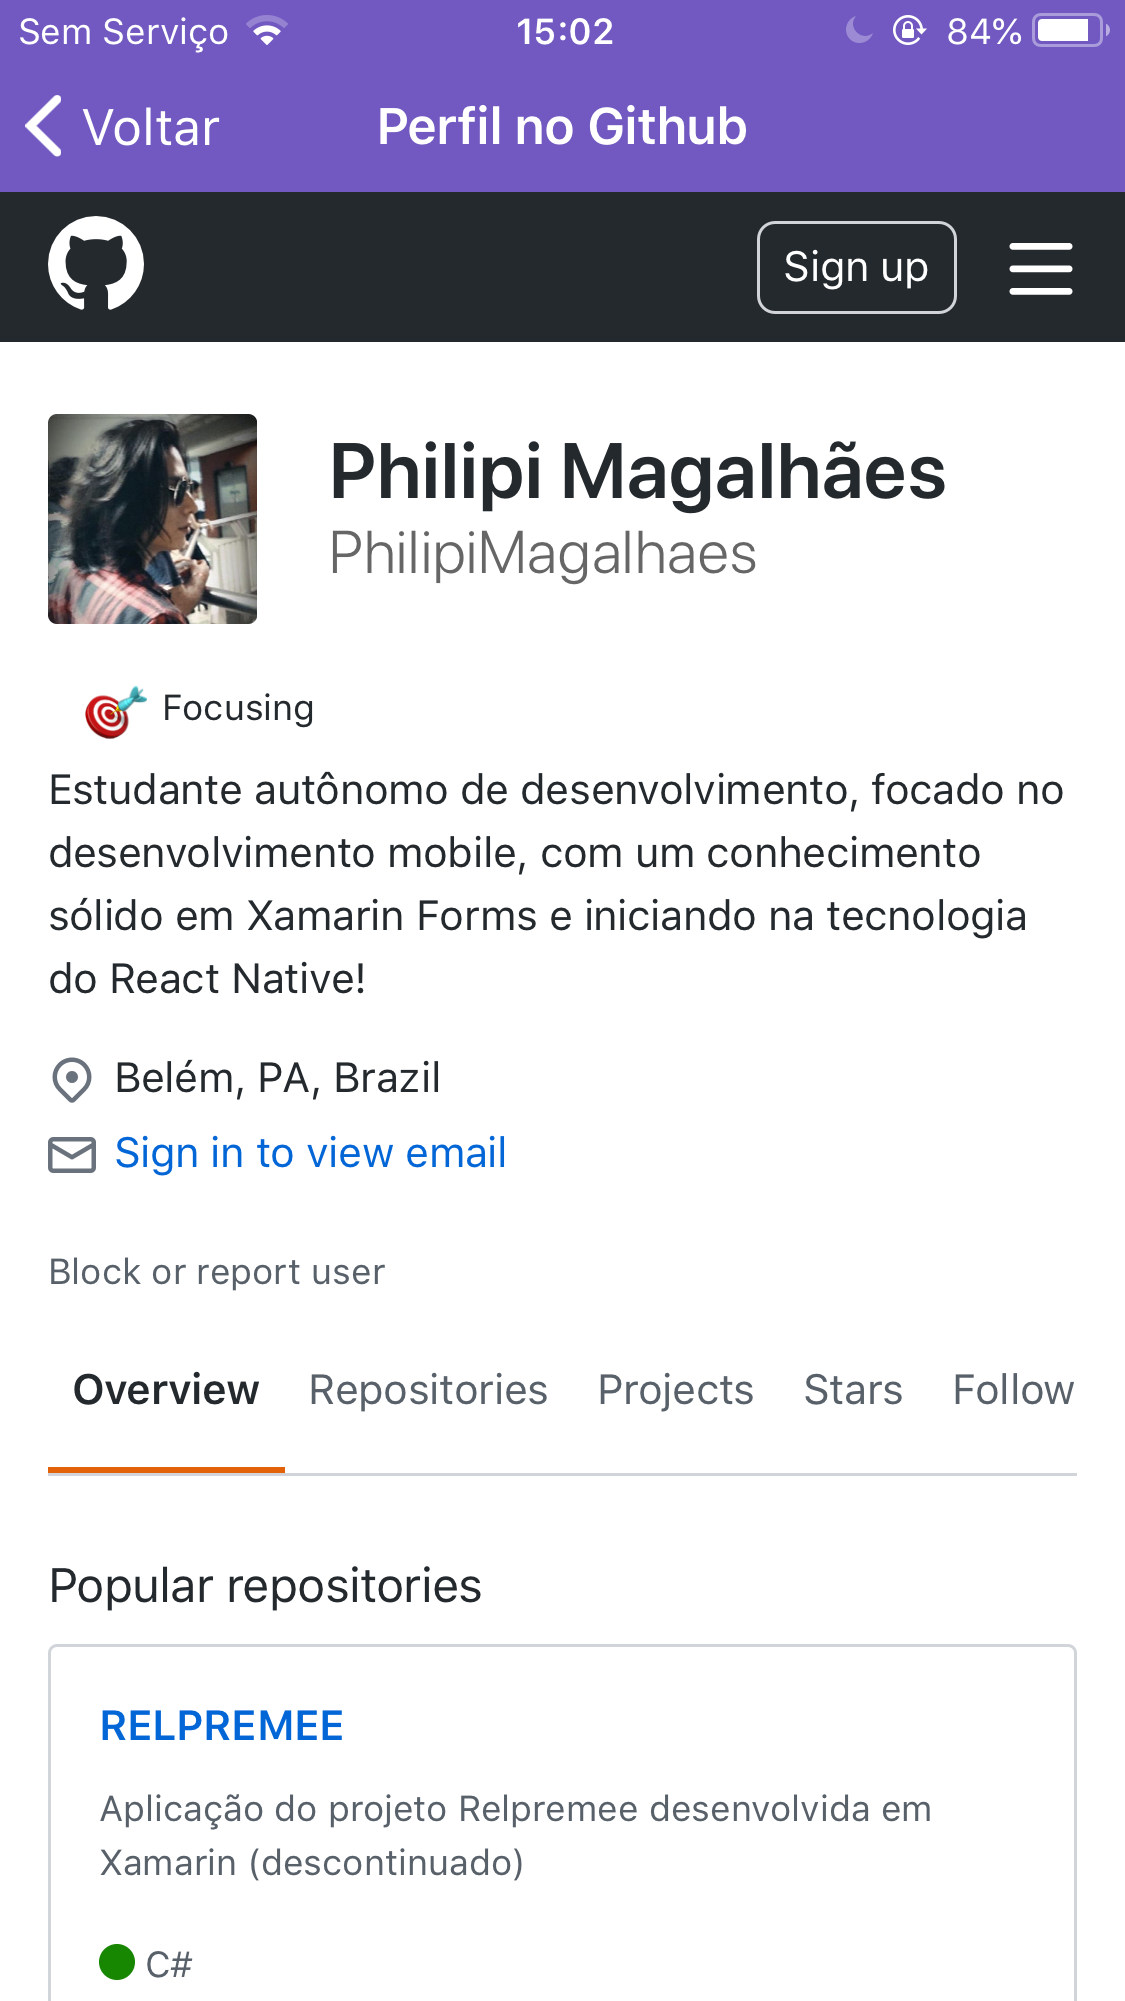 Sem Serviço 15:02 84%
Voltar Perfil no Github
Sign up
Philipi Magalhães
PhilipiMagalhaes
Focusing
Estudante autônomo de desenvolvimento, focado no
desenvolvimento mobile, com um conhecimento
sólido em Xamarin Forms e iniciando na tecnologia
do React Native!
Belém, PA, Brazil
Sign in to view email
Block or report user
Overview Repositories Projects Stars Follow
Popular repositories
RELPREMEE
Aplicação do projeto Relpremee desenvolvida em
Xamarin (descontinuado)
C#